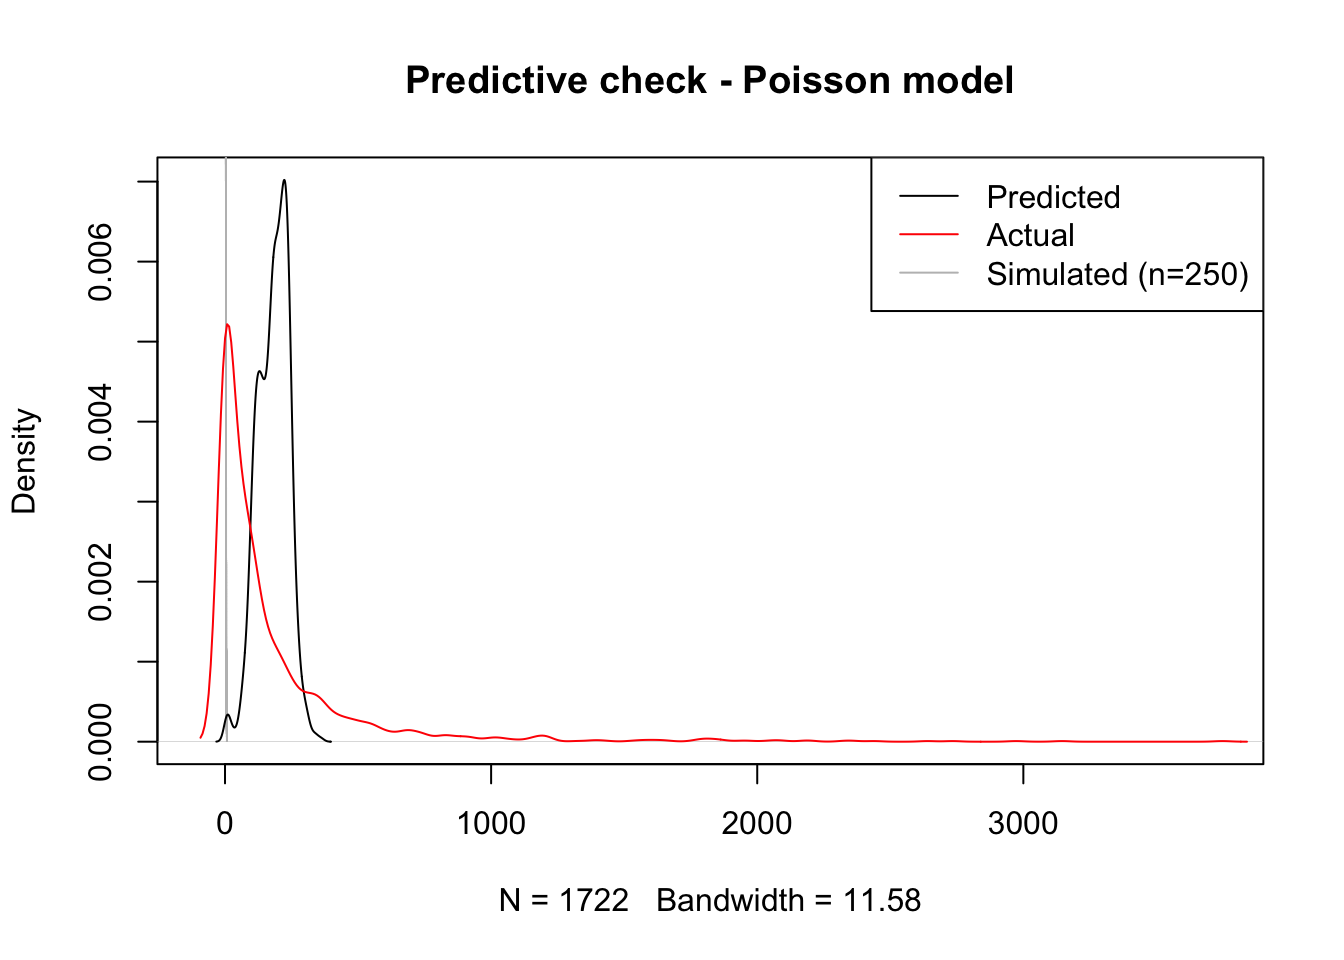 Predictive check - Poisson model
Predicted
Actual
Simulated (n=250)
Density
0.000
0.002
0.004
0.006
0
1000
2000
3000
N = 1722   Bandwidth = 11.58